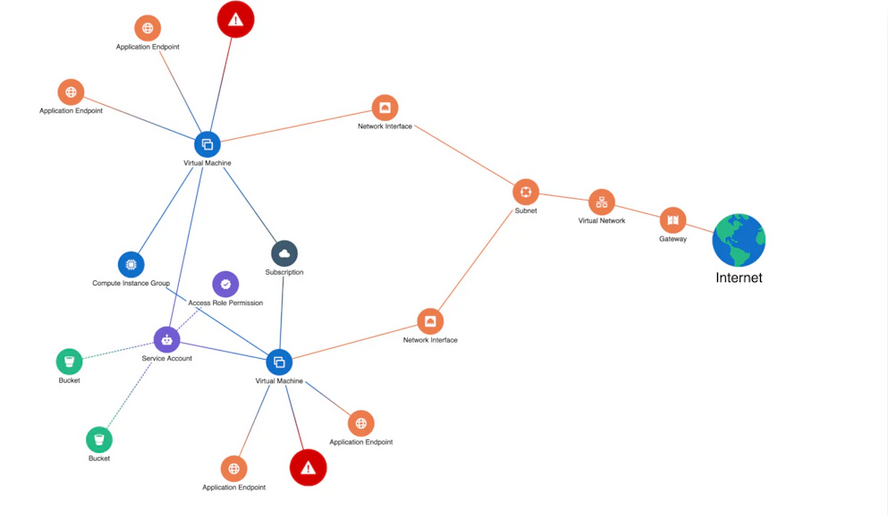 Application Endpoint
Application Endpoint
Network Interface
Virtual Machine
Subnet
Virtual Network
Gateway
Internet
Subscription
Compute Instance Group
Access Role Permission
Network Interface
Service Account
Bucket
Virtual Machine
Application Endpoint
Bucket
Application Endpoint